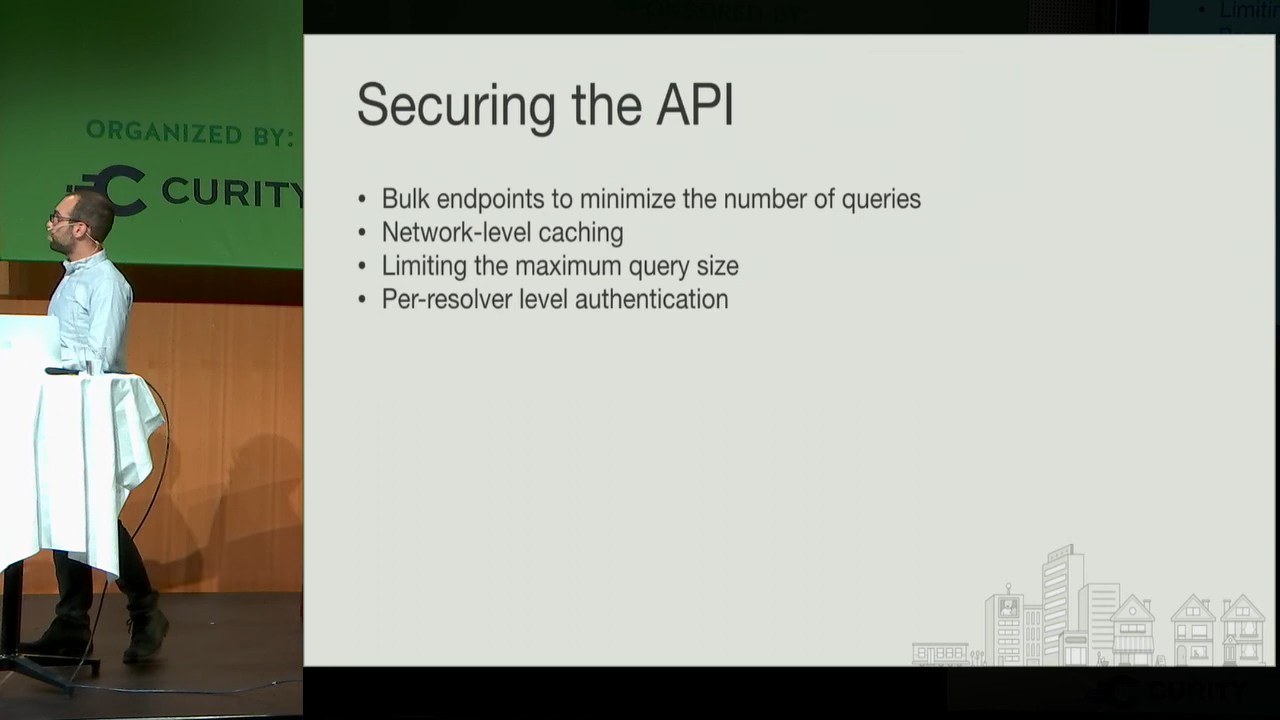 ORGANIZED BY:
CURITY
Securing the API
• Bulk endpoints to minimize the number of queries
• Network-level caching
• Limiting the maximum query size
• Per-resolver level authentication
CURITY